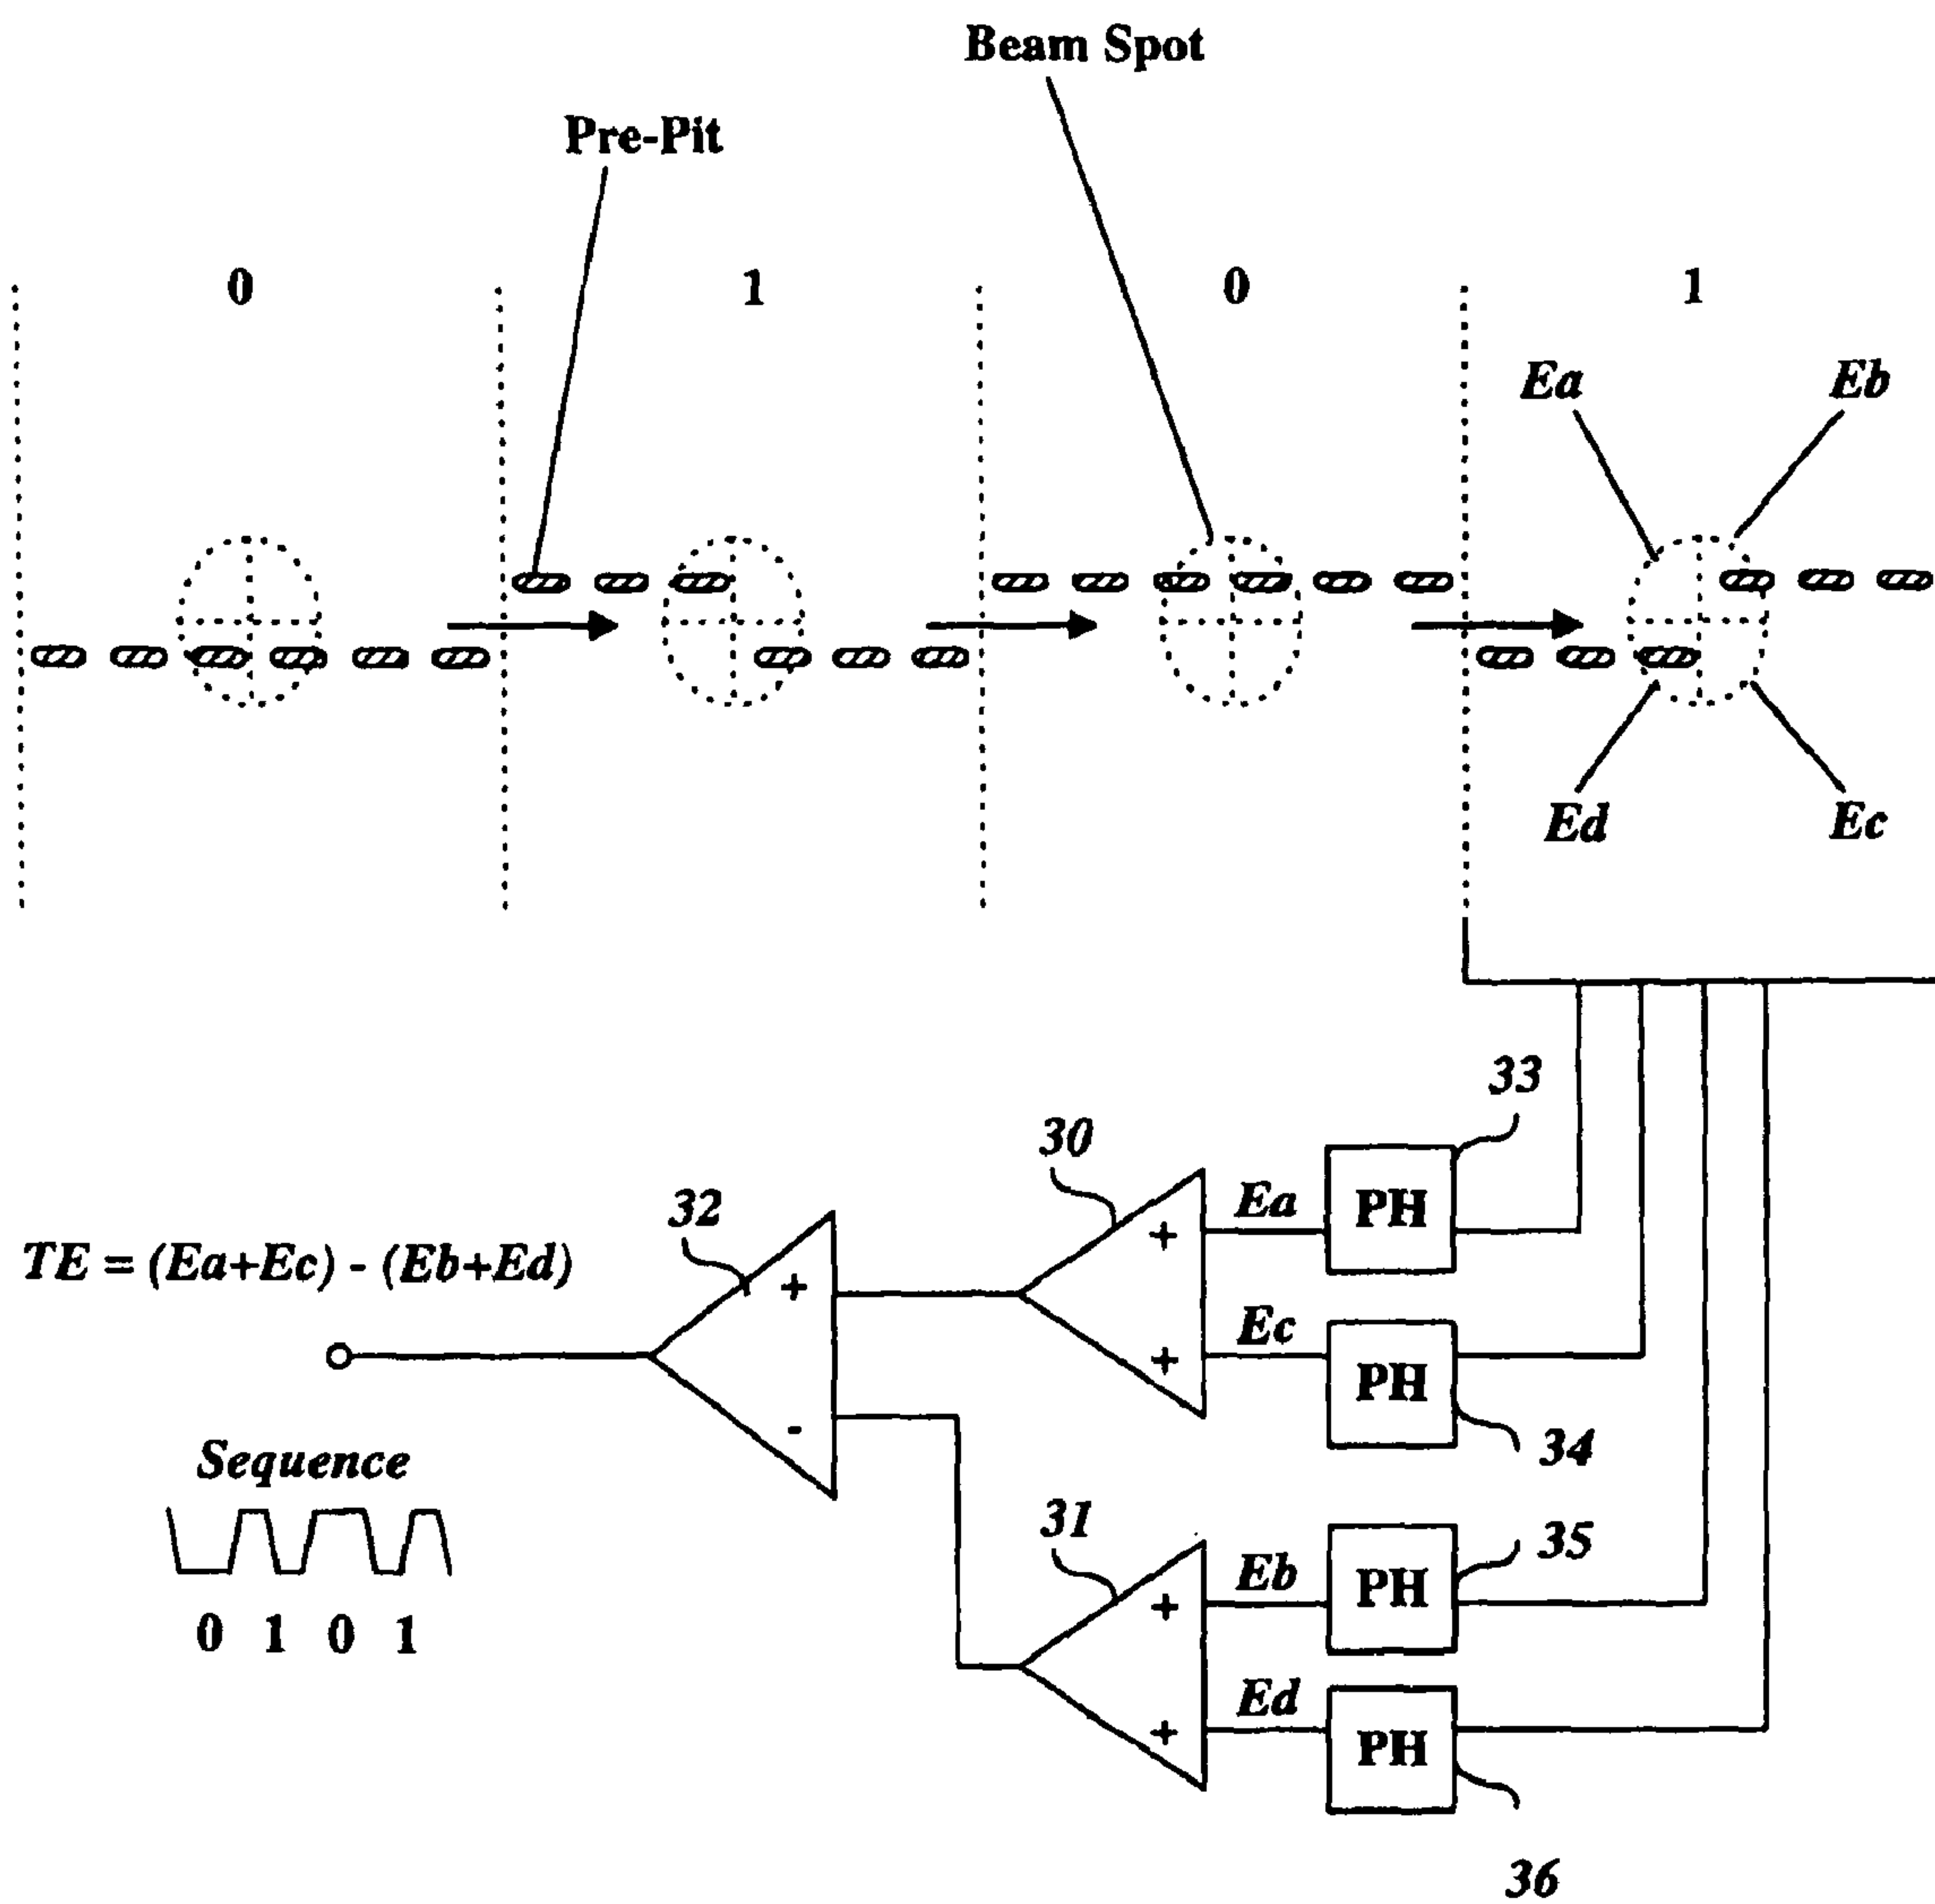 Beam Spot
Pre-Pit
0 1 0 1
Ea Eb
Ed Ec
33
30
Ea PH
32
+ +
TE = (Ea+Ec) - (Eb+Ed)
Ec PH
+
-
34
Sequence
31
35
Eb PH
+
0 1 0 1
Ed PH
+
36